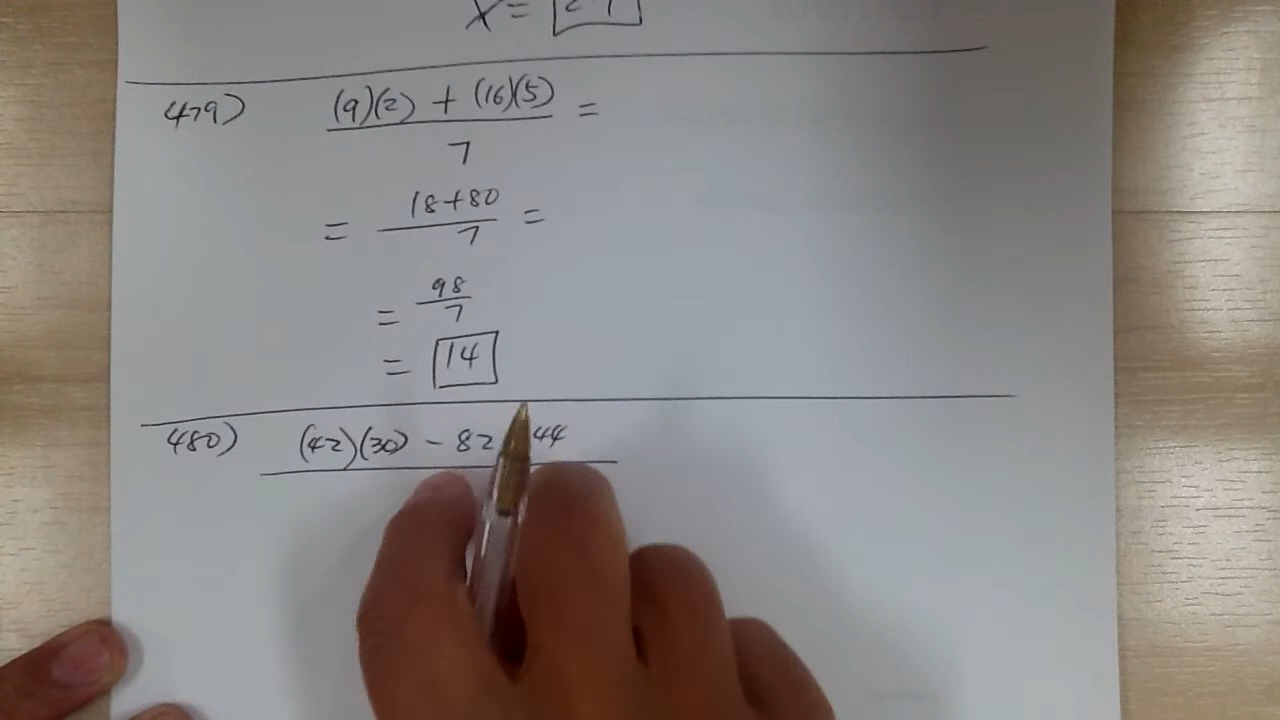 X =
479) (9)(2) + (16)(5) =
7
= 18+80 =
7
= 98
7
= 14
480) (42)(30) - 82 44